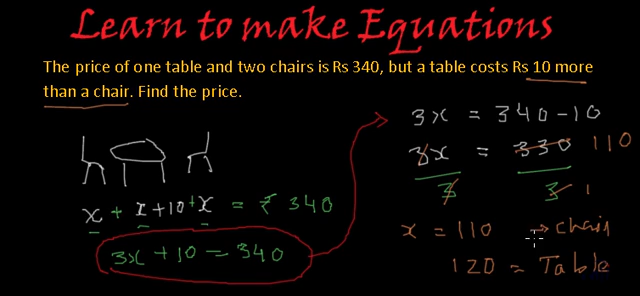 Learn to make Equations
The price of one table and two chairs is Rs 340, but a table costs Rs 10 more
than a chair. Find the price.
x + x+10+x = ₹ 340
3x + 10 = 340
3x = 340-10
3x = 330 110
3 3 1
x = 110 → chair
120 = Table